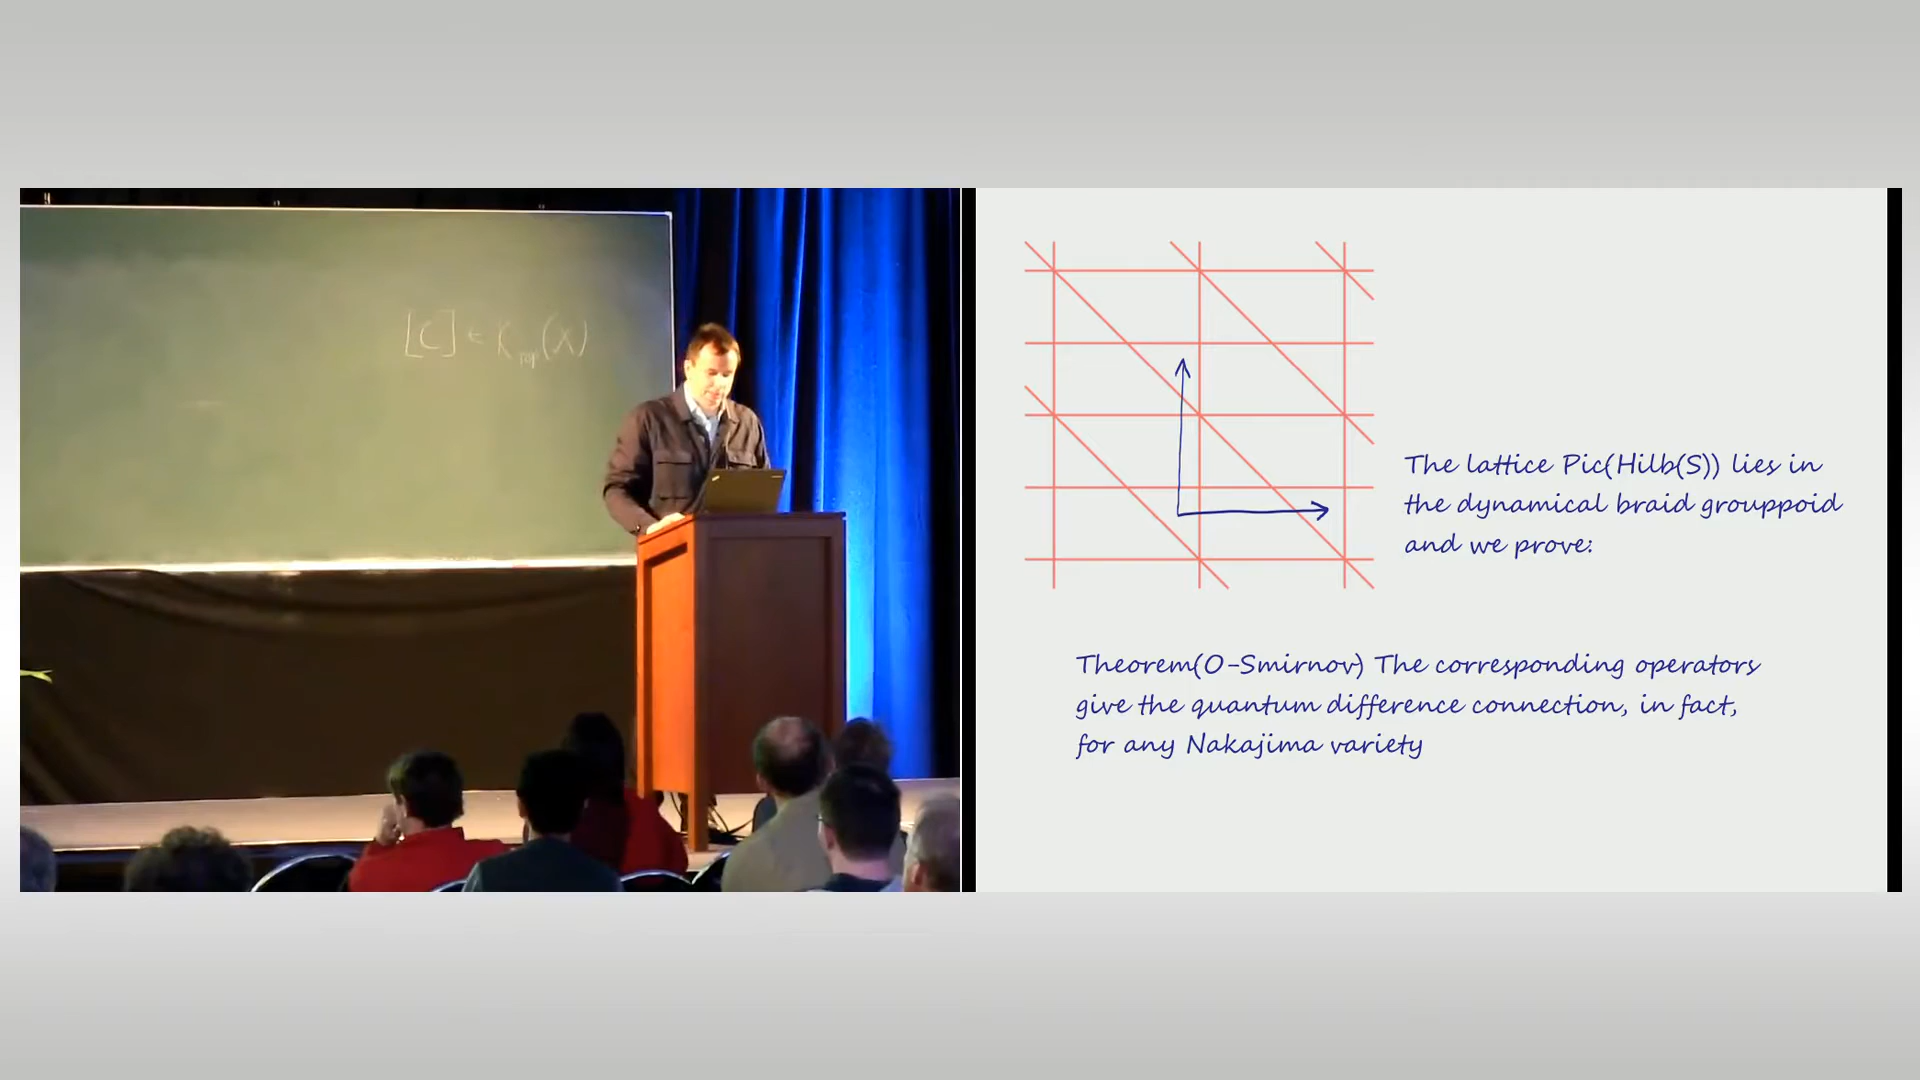 [C] ∈ K_top(X)
The lattice Pic(Hilb(S)) lies in
the dynamical braid grouppoid
and we prove:
Theorem(O-Smirnov) The corresponding operators
give the quantum difference connection, in fact,
for any Nakajima variety